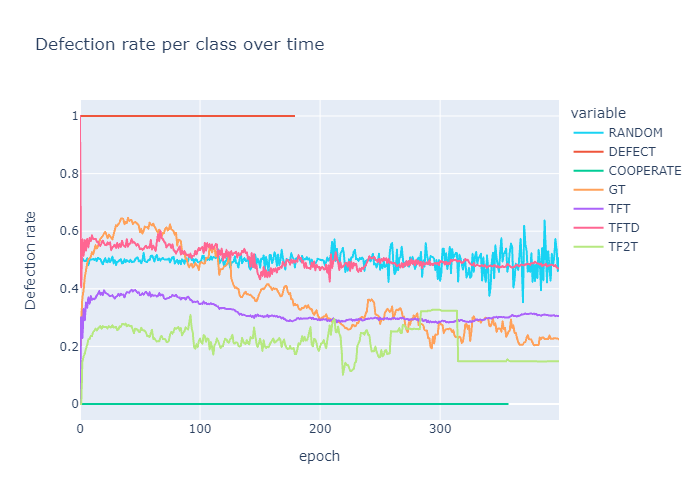 Defection rate per class over time
variable
RANDOM
DEFECT
COOPERATE
GT
TFT
TFTD
TF2T
Defection rate
1
0.8
0.6
0.4
0.2
0
0
100
200
300
epoch